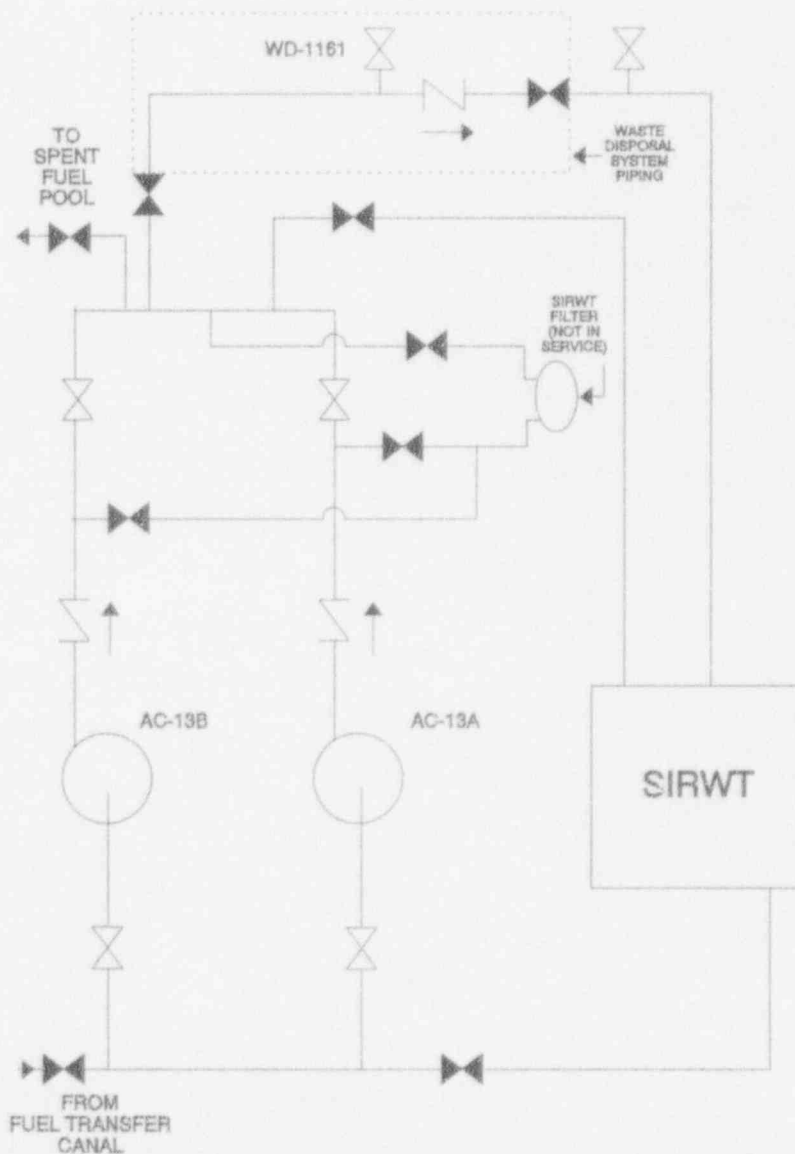 WD-1161
TO
SPENT
FUEL
POOL
WASTE
DISPOSAL
SYSTEM
PIPING
SIRWT
FILTER
(NOT IN
SERVICE)
AC-13B
AC-13A
SIRWT
FROM
FUEL TRANSFER
CANAL